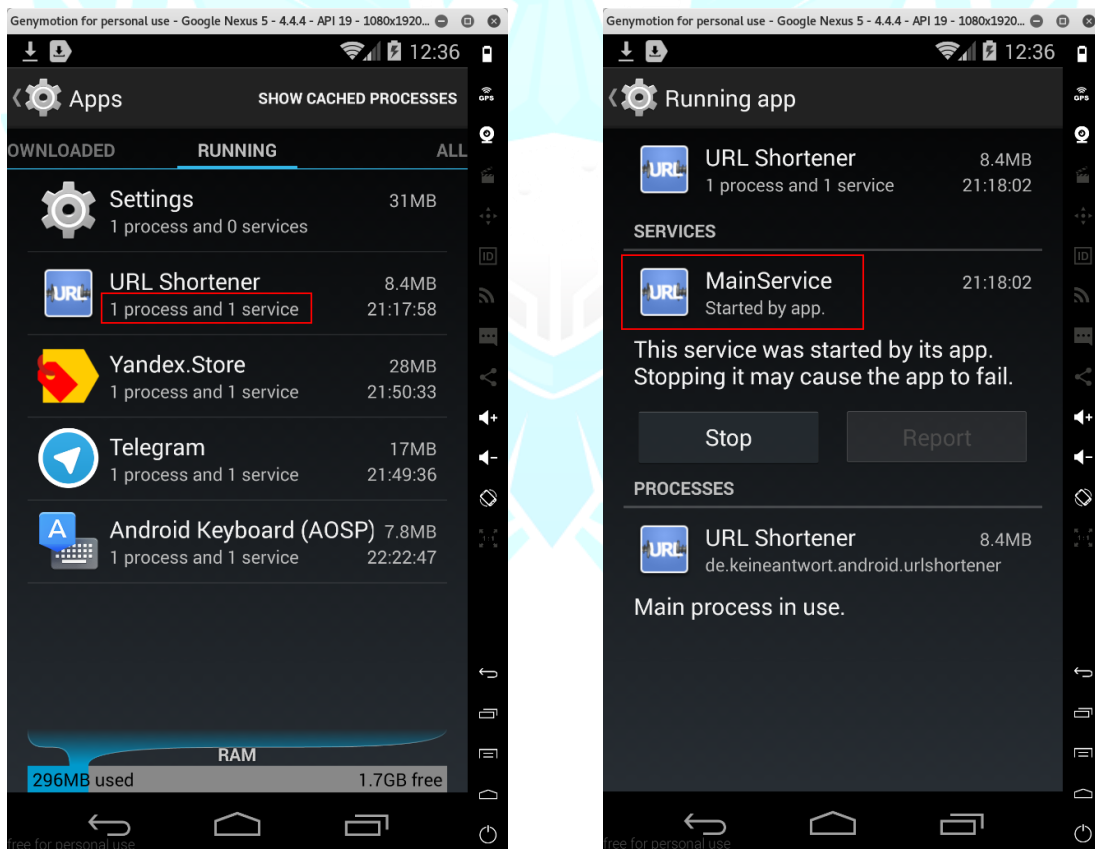 Genymotion for personal use - Google Nexus 5 - 4.4.4 - API 19 - 1080x1920...
12:36
Apps
SHOW CACHED PROCESSES
OWNLOADED
RUNNING
ALL
Settings
31MB
1 process and 0 services
URL
URL Shortener
8.4MB
1 process and 1 service
21:17:58
Yandex.Store
28MB
1 process and 1 service
21:50:33
Telegram
17MB
1 process and 1 service
21:49:36
A
Android Keyboard (AOSP)
7.8MB
1 process and 1 service
22:22:47
RAM
296MB used
1.7GB free
free for personal use
GPS
ID
Genymotion for personal use - Google Nexus 5 - 4.4.4 - API 19 - 1080x1920...
12:36
Running app
URL
URL Shortener
8.4MB
1 process and 1 service
21:18:02
SERVICES
URL
MainService
21:18:02
Started by app.
This service was started by its app.
Stopping it may cause the app to fail.
Stop
Report
PROCESSES
URL
URL Shortener
8.4MB
de.keineantwort.android.urlshortener
Main process in use.
free for personal use
GPS
ID